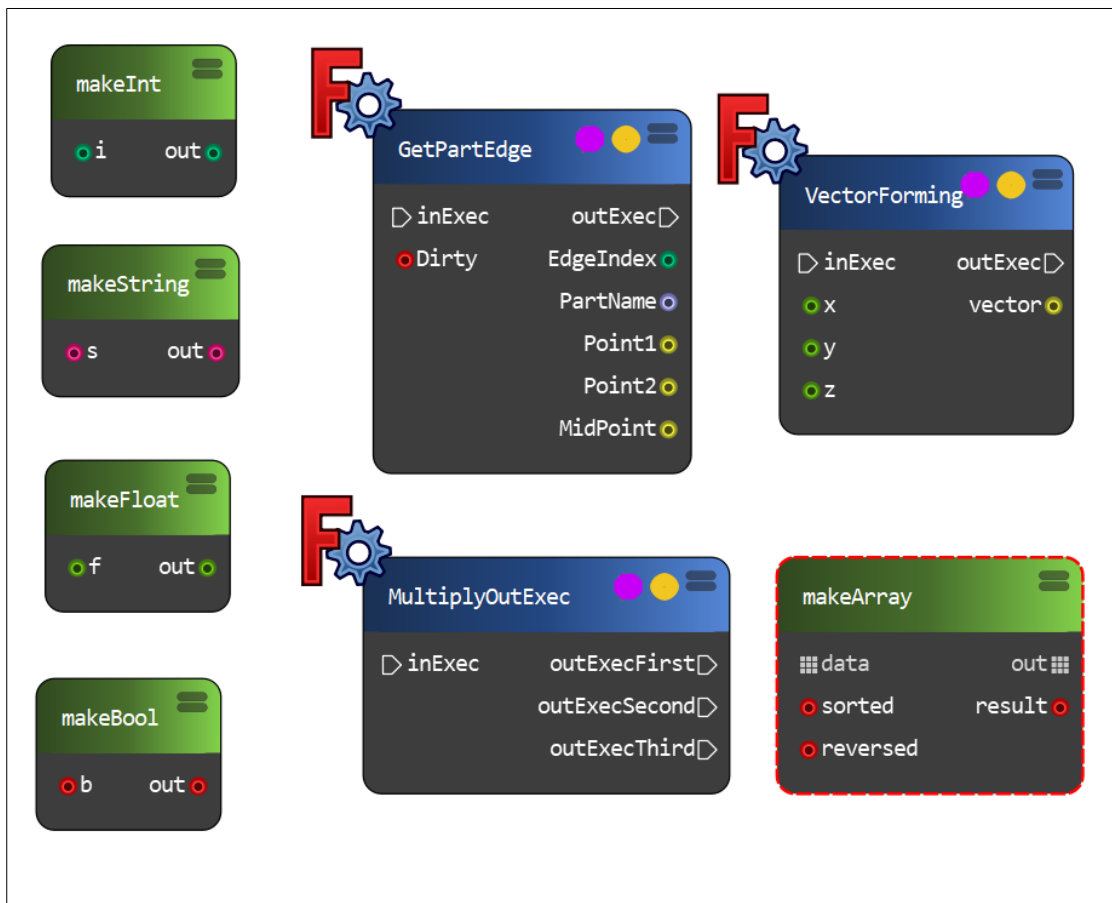 makeInt
i out
makeString
s out
makeFloat
f out
makeBool
b out
F
GetPartEdge
inExec outExec
Dirty EdgeIndex
PartName
Point1
Point2
MidPoint
F
VectorForming
inExec outExec
x vector
y
z
F
MultiplyOutExec
inExec outExecFirst
outExecSecond
outExecThird
makeArray
data out
sorted result
reversed